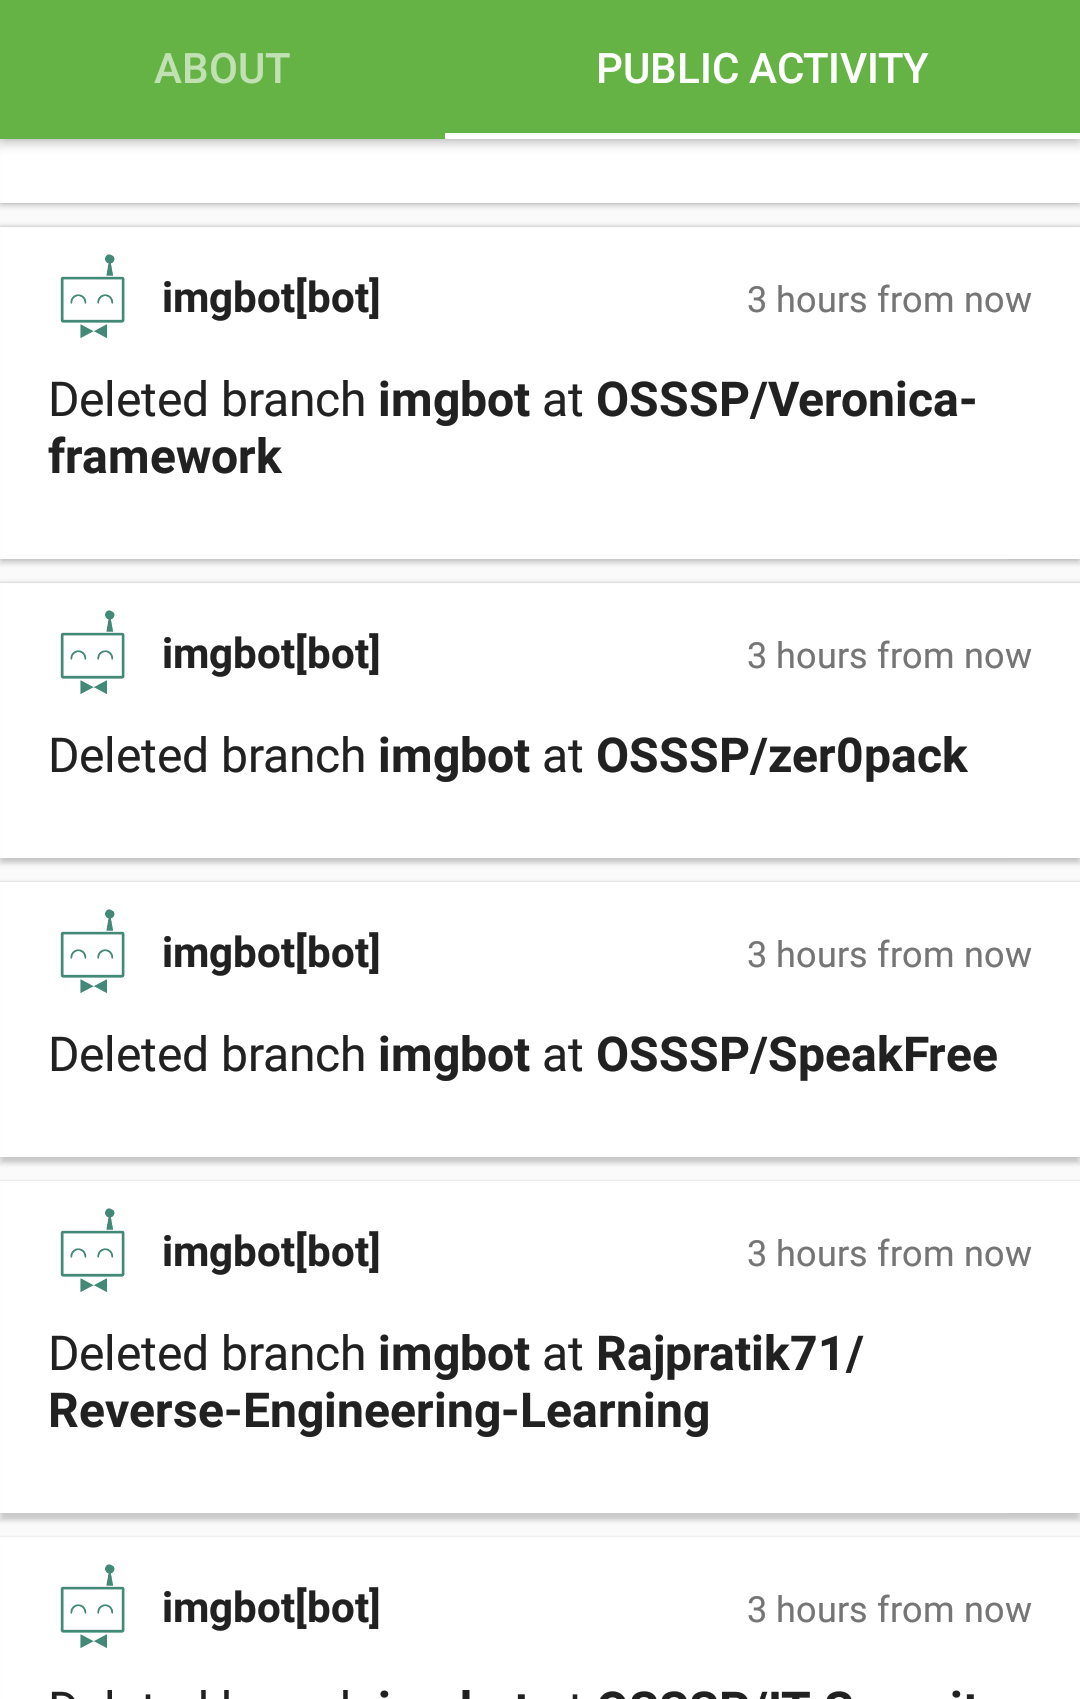 ABOUT
PUBLIC ACTIVITY
imgbot[bot]
3 hours from now
Deleted branch imgbot at OSSSP/Veronica-
framework
imgbot[bot]
3 hours from now
Deleted branch imgbot at OSSSP/zer0pack
imgbot[bot]
3 hours from now
Deleted branch imgbot at OSSSP/SpeakFree
imgbot[bot]
3 hours from now
Deleted branch imgbot at Rajpratik71/
Reverse-Engineering-Learning
imgbot[bot]
3 hours from now